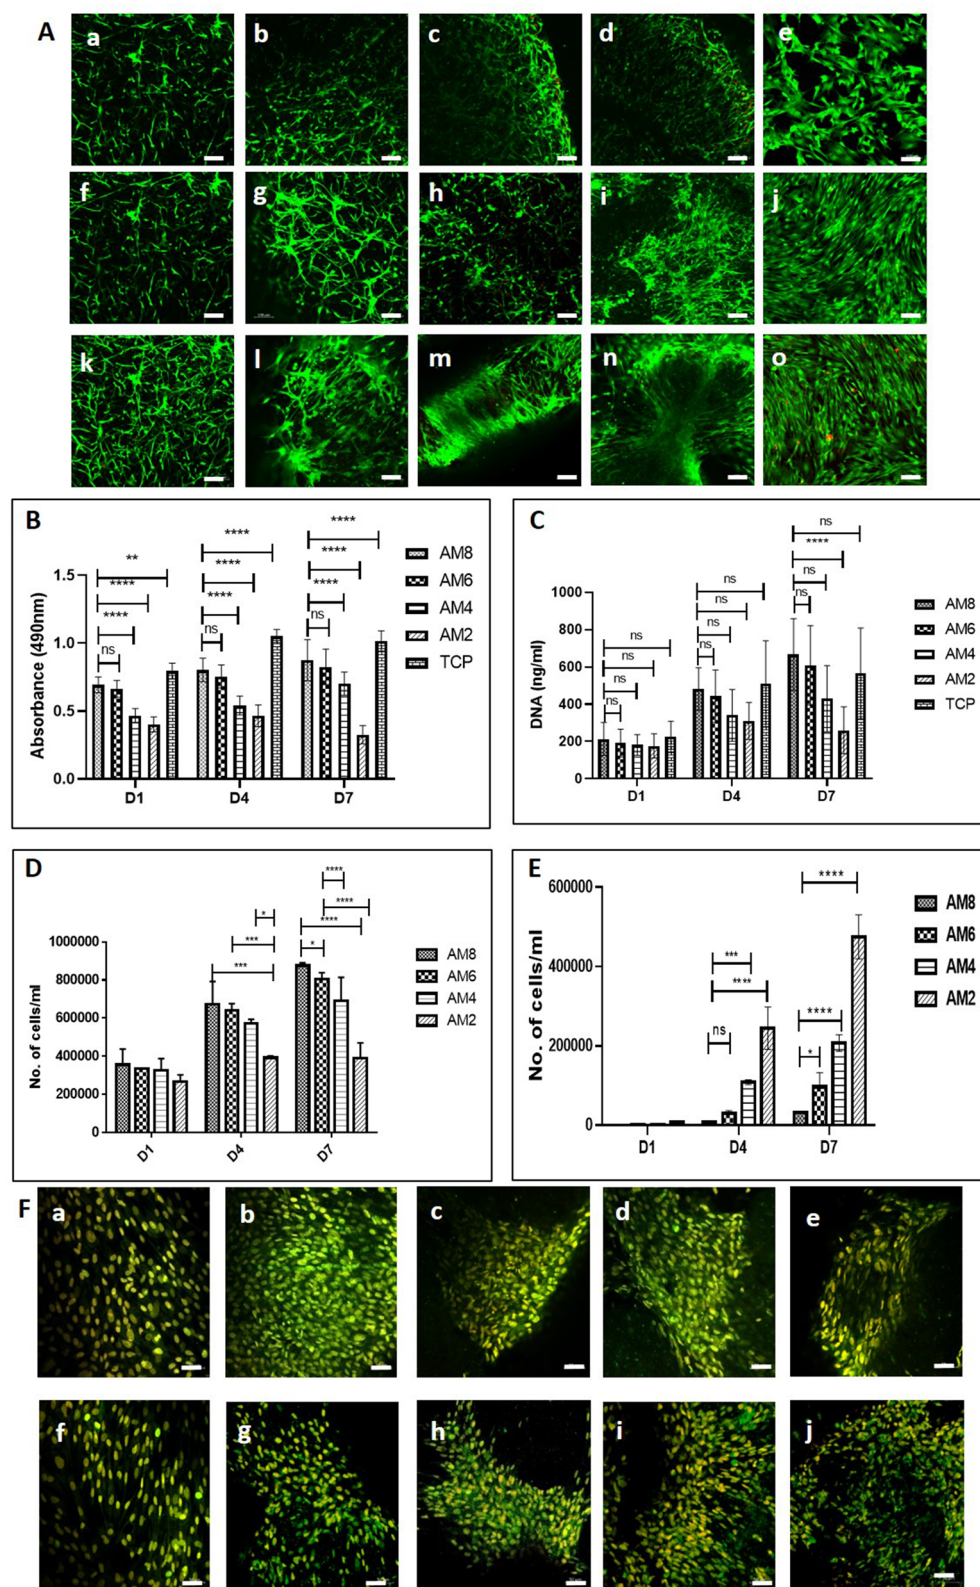 A
a
b
c
d
e
f
g
h
i
j
k
l
m
n
o
B
****
****
**
****
****
****
****
****
****
****
ns
ns
ns
Absorbance (490nm)
1.5
1.0
0.5
0.0
D1
D4
D7
AM8
AM6
AM4
AM2
TCP
C
ns
****
ns
ns
ns
ns
ns
ns
ns
ns
ns
ns
DNA (ng/ml)
1000
800
600
400
200
0
D1
D4
D7
AM8
AM6
AM4
AM2
TCP
D
****
****
*
****
***
*
***
No. of cells/ml
1000000
800000
600000
400000
200000
0
D1
D4
D7
AM8
AM6
AM4
AM2
E
****
***
****
****
ns
*
No. of cells/ml
600000
400000
200000
0
D1
D4
D7
AM8
AM6
AM4
AM2
F
a
b
c
d
e
f
g
h
i
j